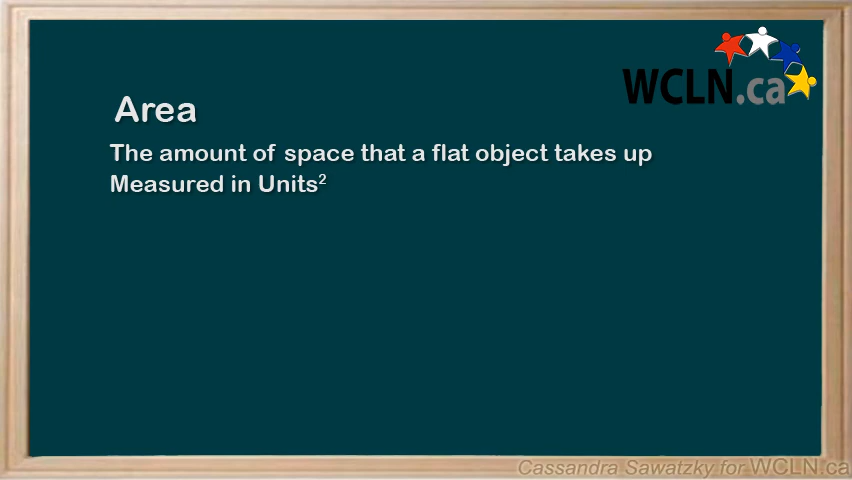 WCLN.ca
Area
The amount of space that a flat object takes up
Measured in Units²
Cassandra Sawatzky for WCLN.ca